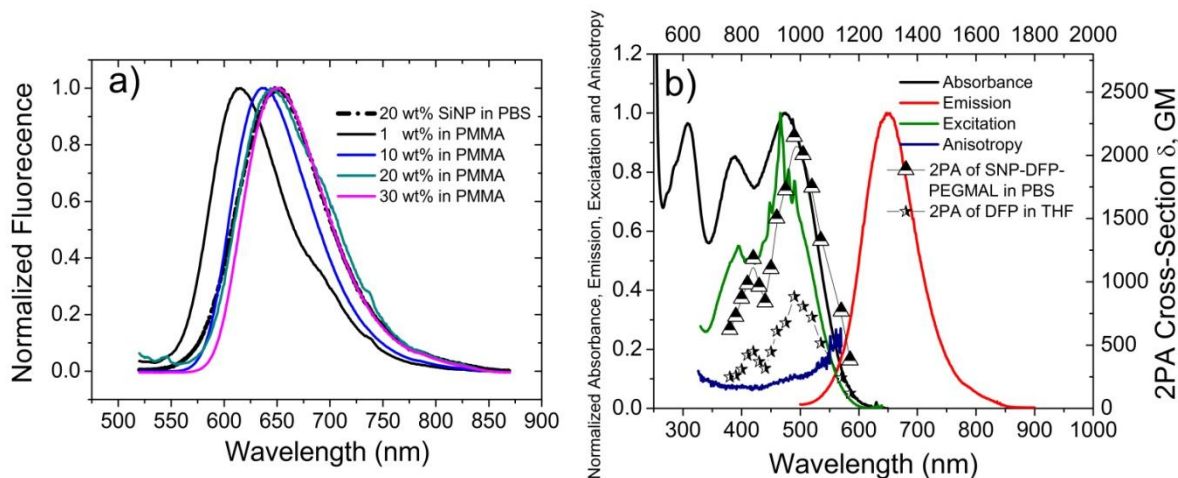 a)
Normalized Fluorecence
1.0
0.8
0.6
0.4
0.2
0.0
20 wt% SiNP in PBS
1 wt% in PMMA
10 wt% in PMMA
20 wt% in PMMA
30 wt% in PMMA
500 550 600 650 700 750 800 850 900
Wavelength (nm)
b)
600 800 1000 1200 1400 1600 1800 2000
Normalized Absorbance, Emission, Exciation and Anisotropy
1.2
1.0
0.8
0.6
0.4
0.2
0.0
Absorbance
Emission
Excitation
Anisotropy
2PA of SNP-DFP-
PEGMAL in PBS
2PA of DFP in THF
2500
2000
1500
1000
500
0
2PA Cross-Section δ, GM
300 400 500 600 700 800 900 1000
Wavelength (nm)